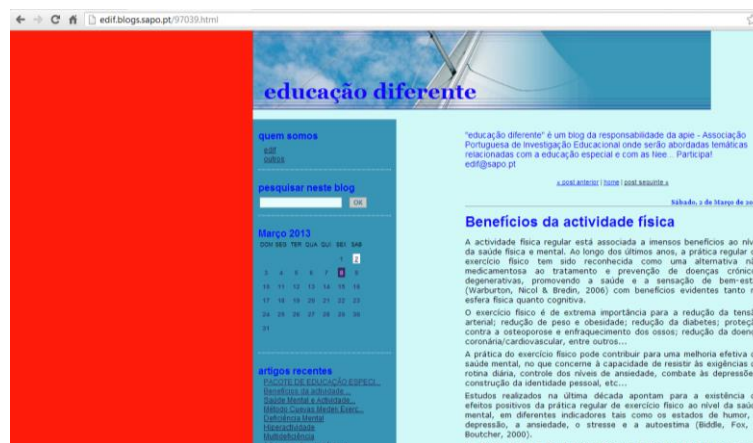 edif.blogs.sapo.pt/97039.html
educação diferente
quem somos
edif
outros
pesquisar neste blog
OK
Março 2013
DOM SEG TER QUA QUI SEX SAB
1 2
3 4 5 6 7 8 9
10 11 12 13 14 15 16
17 18 19 20 21 22 23
24 25 26 27 28 29 30
31
artigos recentes
PACOTE DE EDUCAÇÃO ESPECI...
Benefícios da actividade ...
Saúde Mental e Actividade...
Método Cuevas Medek Exerc...
Deficiência Mental
Hiperactividade
Multideficiência
"educação diferente" é um blog da responsabilidade da apie - Associação
Portuguesa de Investigação Educacional onde serão abordadas temáticas
relacionadas com a educação especial e com as Nee... Participa!
edif@sapo.pt
« post anterior | home | post seguinte »
Sábado, 2 de Março de 20
Benefícios da actividade física
A actividade física regular está associada a imensos benefícios ao nív
da saúde física e mental. Ao longo dos últimos anos, a prática regular d
exercício físico tem sido reconhecida como uma alternativa nã
medicamentosa ao tratamento e prevenção de doenças crónic
degenerativas, promovendo a saúde e a sensação de bem-est
(Warburton, Nicol & Bredin, 2006) com benefícios evidentes tanto n
esfera física quanto cognitiva.
O exercício físico é de extrema importância para a redução da tensã
arterial; redução de peso e obesidade; redução da diabetes; proteçã
contra a osteoporose e enfraquecimento dos ossos; redução da doenç
coronária/cardiovascular, entre outros...
A prática do exercício físico pode contribuir para uma melhoria efetiva d
saúde mental, no que concerne à capacidade de resistir às exigências d
rotina diária, controle dos níveis de ansiedade, combate às depressõe
construção da identidade pessoal, etc...
Estudos realizados na última década apontam para a existência d
efeitos positivos da prática regular de exercício físico ao nível da saúd
mental, em diferentes indicadores tais como os estados de humor,
depressão, a ansiedade, o stresse e a autoestima (Biddle, Fox,
Boutcher, 2000).